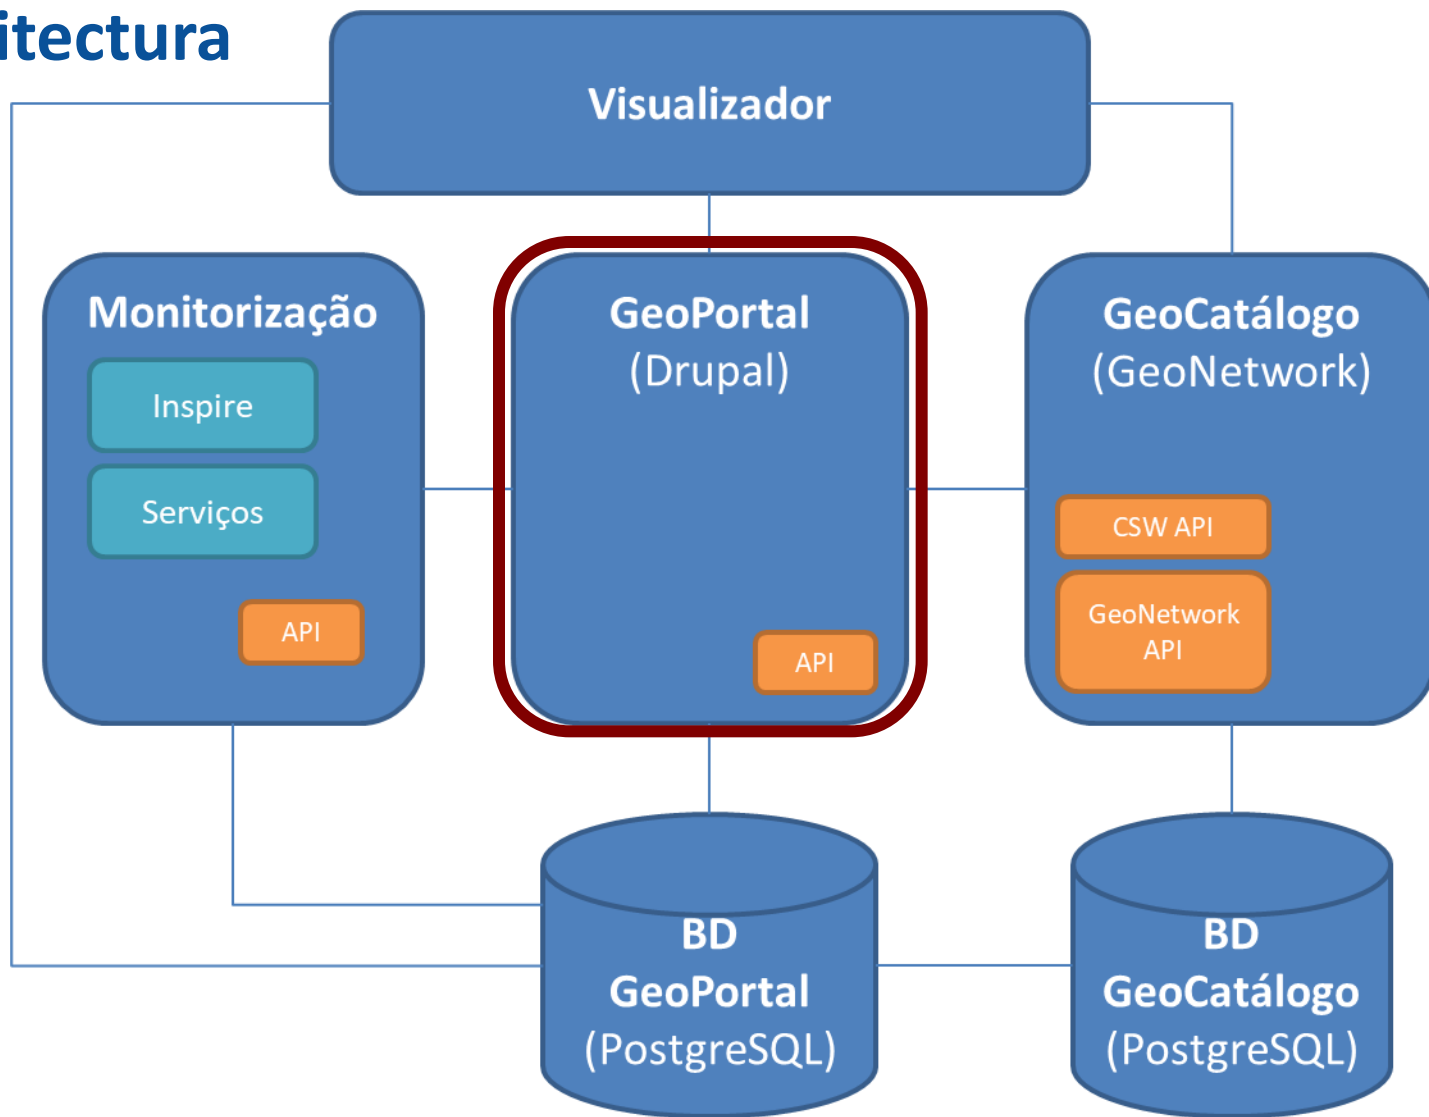 itectura
Visualizador
Monitorização
Inspire
Serviços
API
GeoPortal
(Drupal)
API
GeoCatálogo
(GeoNetwork)
CSW API
GeoNetwork
API
BD
GeoPortal
(PostgreSQL)
BD
GeoCatálogo
(PostgreSQL)